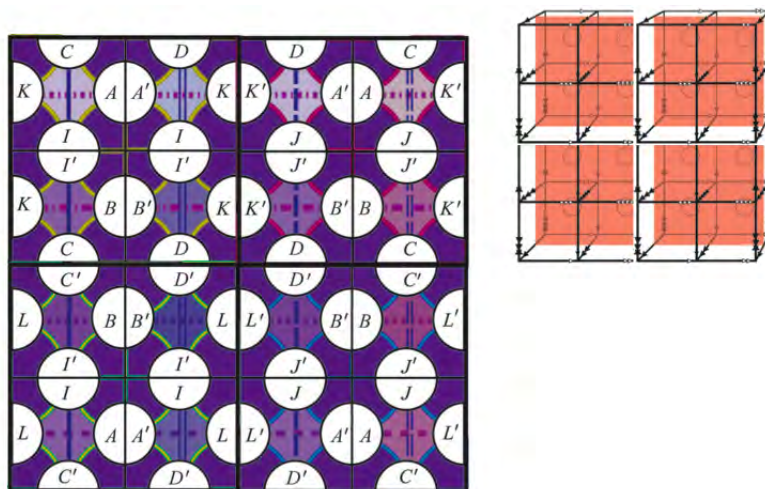 C D D C
K A A' K K' A' A K'
I I J J
I' I' J' J'
K B B' K K' B' B K'
C D D C
C' D' D' C'
L B B' L L' B' B L'
I' I' J' J'
I I J J
L A A' L L' A' A L'
C' D' D' C'